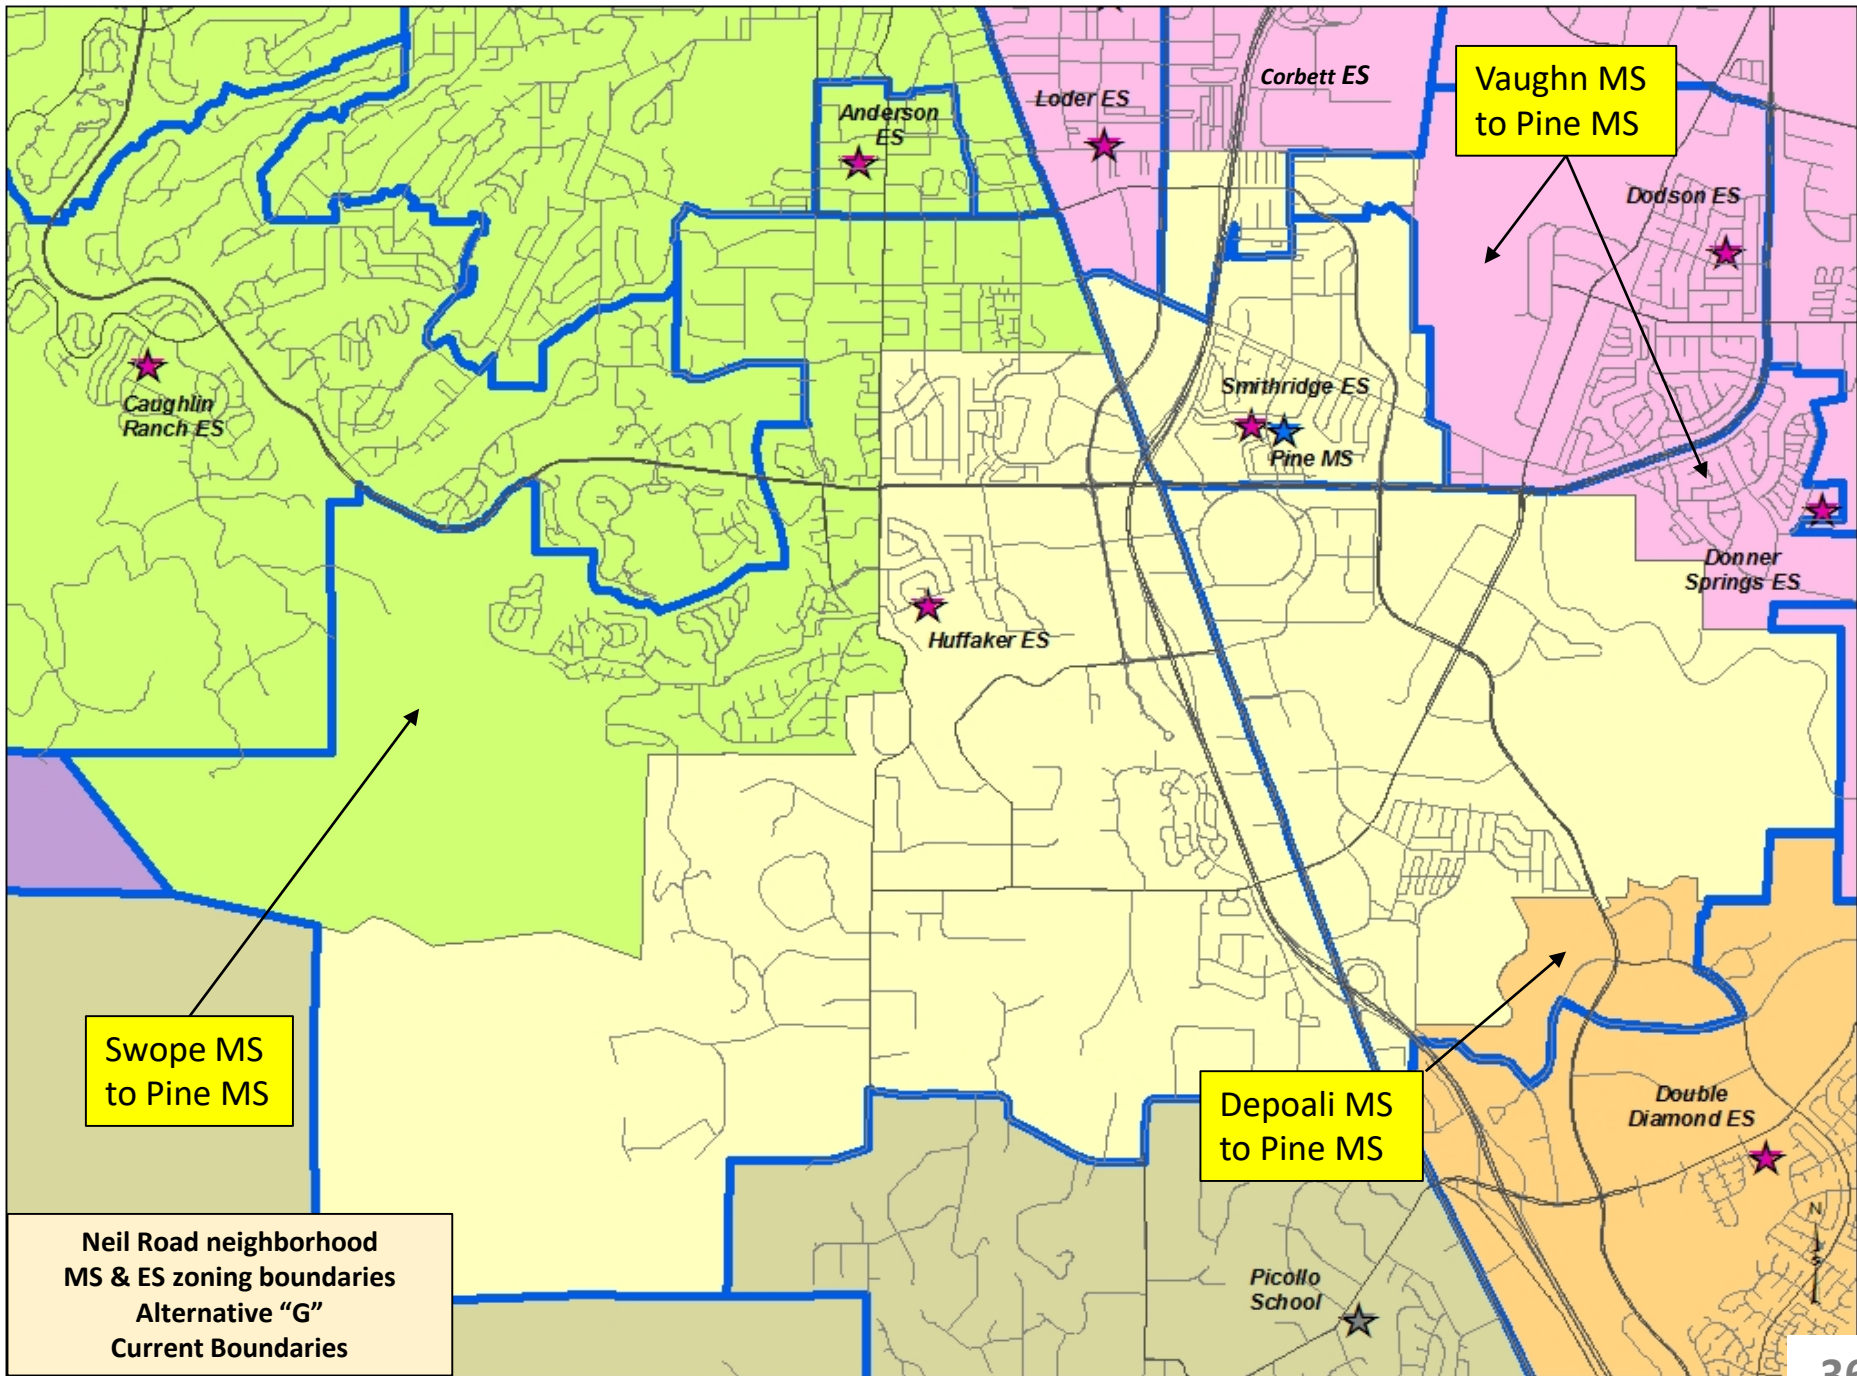 Corbett ES
Vaughn MS
to Pine MS
Loder ES
Anderson
ES
Dodson ES
Smithridge ES
Caughlin
Ranch ES
Pine MS
Donner
Springs ES
Huffaker ES
Swope MS
to Pine MS
Depoali MS
to Pine MS
Double
Diamond ES
Neil Road neighborhood
MS & ES zoning boundaries
Alternative “G”
Current Boundaries
Picollo
School
N